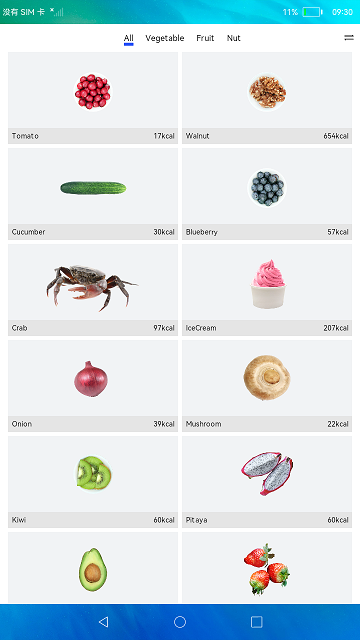 没有 SIM 卡 11% 09:30
All Vegetable Fruit Nut
Tomato 17kcal Walnut 654kcal
Cucumber 30kcal Blueberry 57kcal
Crab 97kcal IceCream 207kcal
Onion 39kcal Mushroom 22kcal
Kiwi 60kcal Pitaya 60kcal